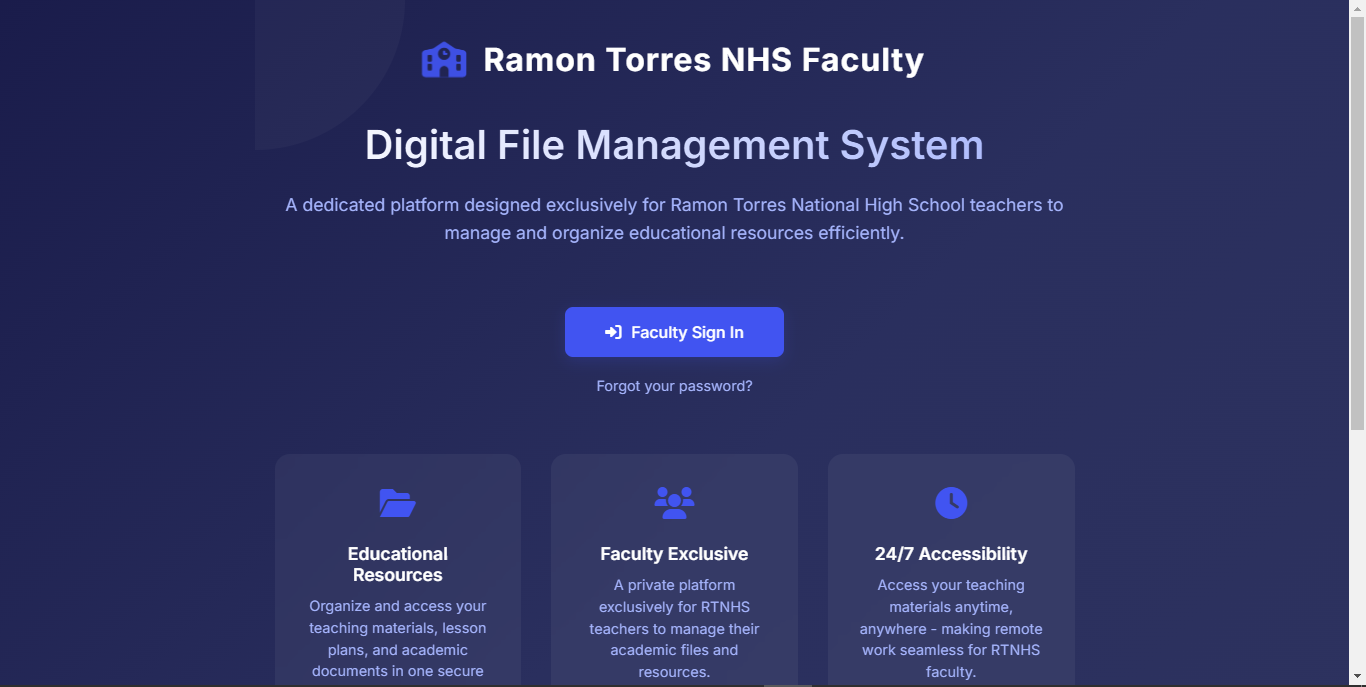 Ramon Torres NHS Faculty
Digital File Management System
A dedicated platform designed exclusively for Ramon Torres National High School teachers to
manage and organize educational resources efficiently.
Faculty Sign In
Forgot your password?
Educational
Resources
Organize and access your
teaching materials, lesson
plans, and academic
documents in one secure
Faculty Exclusive
A private platform
exclusively for RTNHS
teachers to manage their
academic files and
resources.
24/7 Accessibility
Access your teaching
materials anytime,
anywhere - making remote
work seamless for RTNHS
faculty.